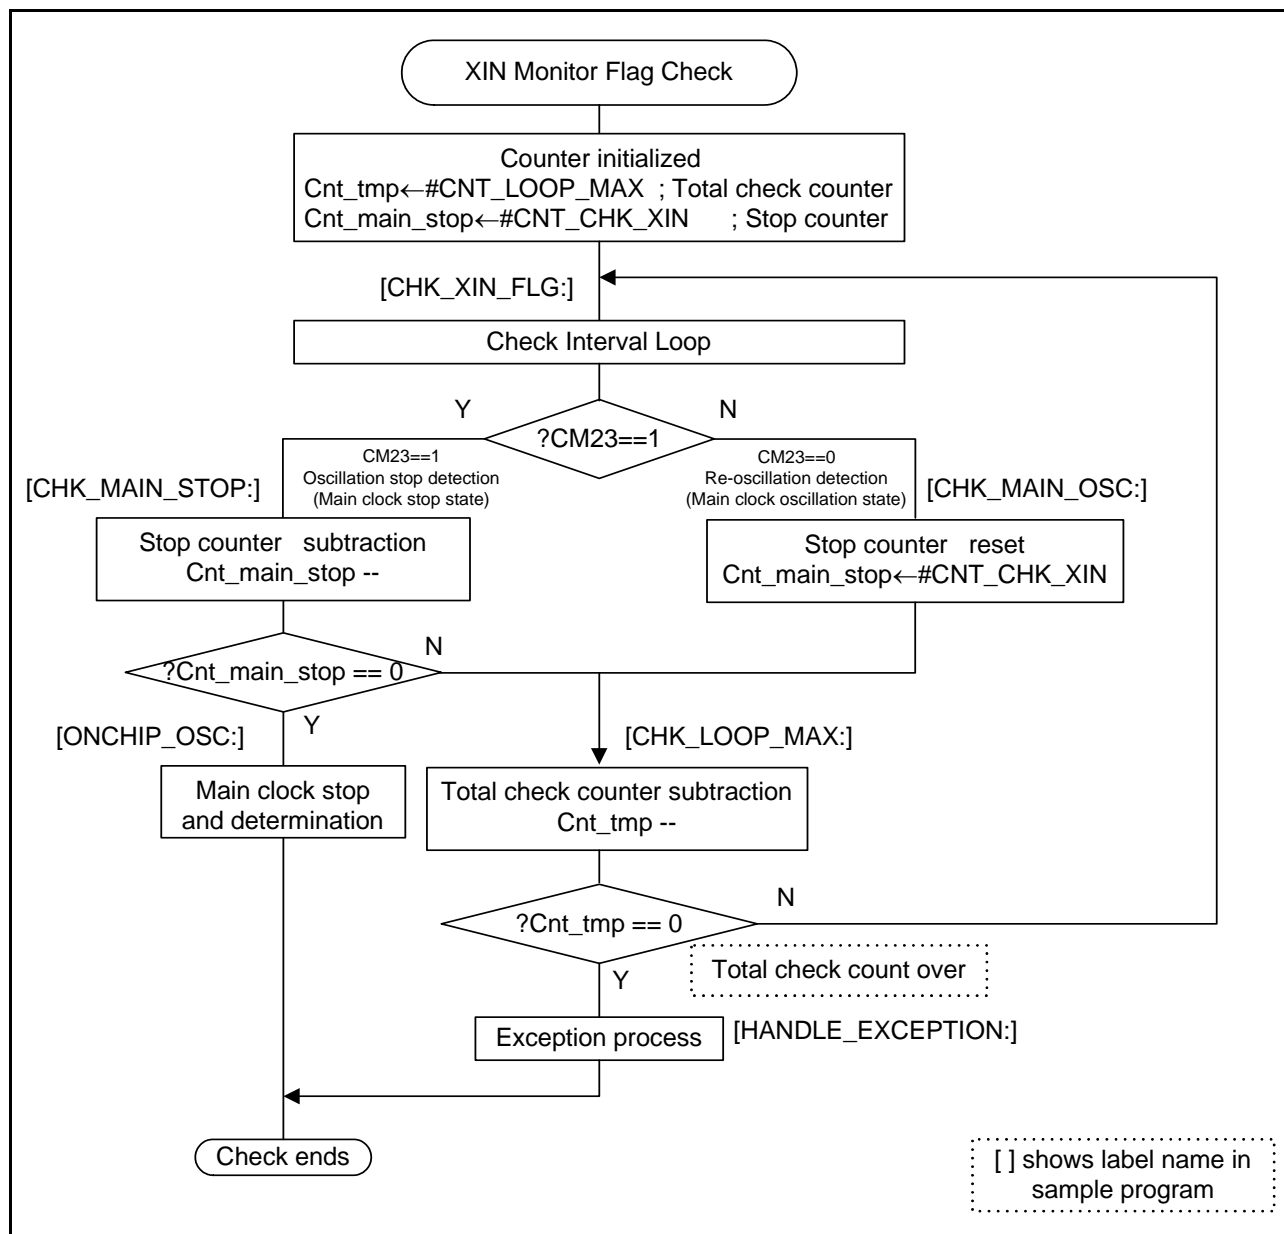 XIN Monitor Flag Check
Counter initialized
Cnt_tmp←#CNT_LOOP_MAX ; Total check counter
Cnt_main_stop←#CNT_CHK_XIN ; Stop counter
[CHK_XIN_FLG:]
Check Interval Loop
Y
N
?CM23==1
CM23==1
Oscillation stop detection
(Main clock stop state)
CM23==0
Re-oscillation detection
(Main clock oscillation state)
[CHK_MAIN_STOP:]
[CHK_MAIN_OSC:]
Stop counter subtraction
Cnt_main_stop --
Stop counter reset
Cnt_main_stop←#CNT_CHK_XIN
N
?Cnt_main_stop == 0
Y
[ONCHIP_OSC:]
[CHK_LOOP_MAX:]
Main clock stop
and determination
Total check counter subtraction
Cnt_tmp --
N
?Cnt_tmp == 0
Total check count over
Y
Exception process
[HANDLE_EXCEPTION:]
Check ends
[ ] shows label name in
sample program